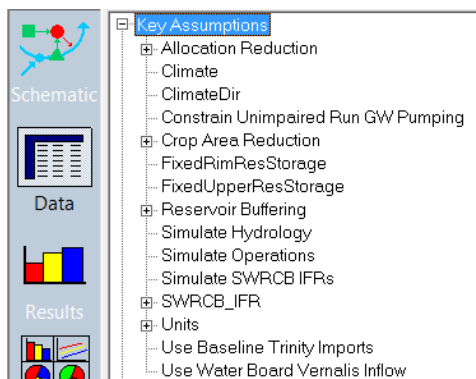 Key Assumptions
Allocation Reduction
Climate
ClimateDir
Constrain Unimpaired Run GW Pumping
Crop Area Reduction
FixedRimResStorage
FixedUpperResStorage
Reservoir Buffering
Simulate Hydrology
Simulate Operations
Simulate SWRCB IFRs
SWRCB_IFR
Units
Use Baseline Trinity Imports
Use Water Board Vernalis Inflow
Schematic
Data
Results